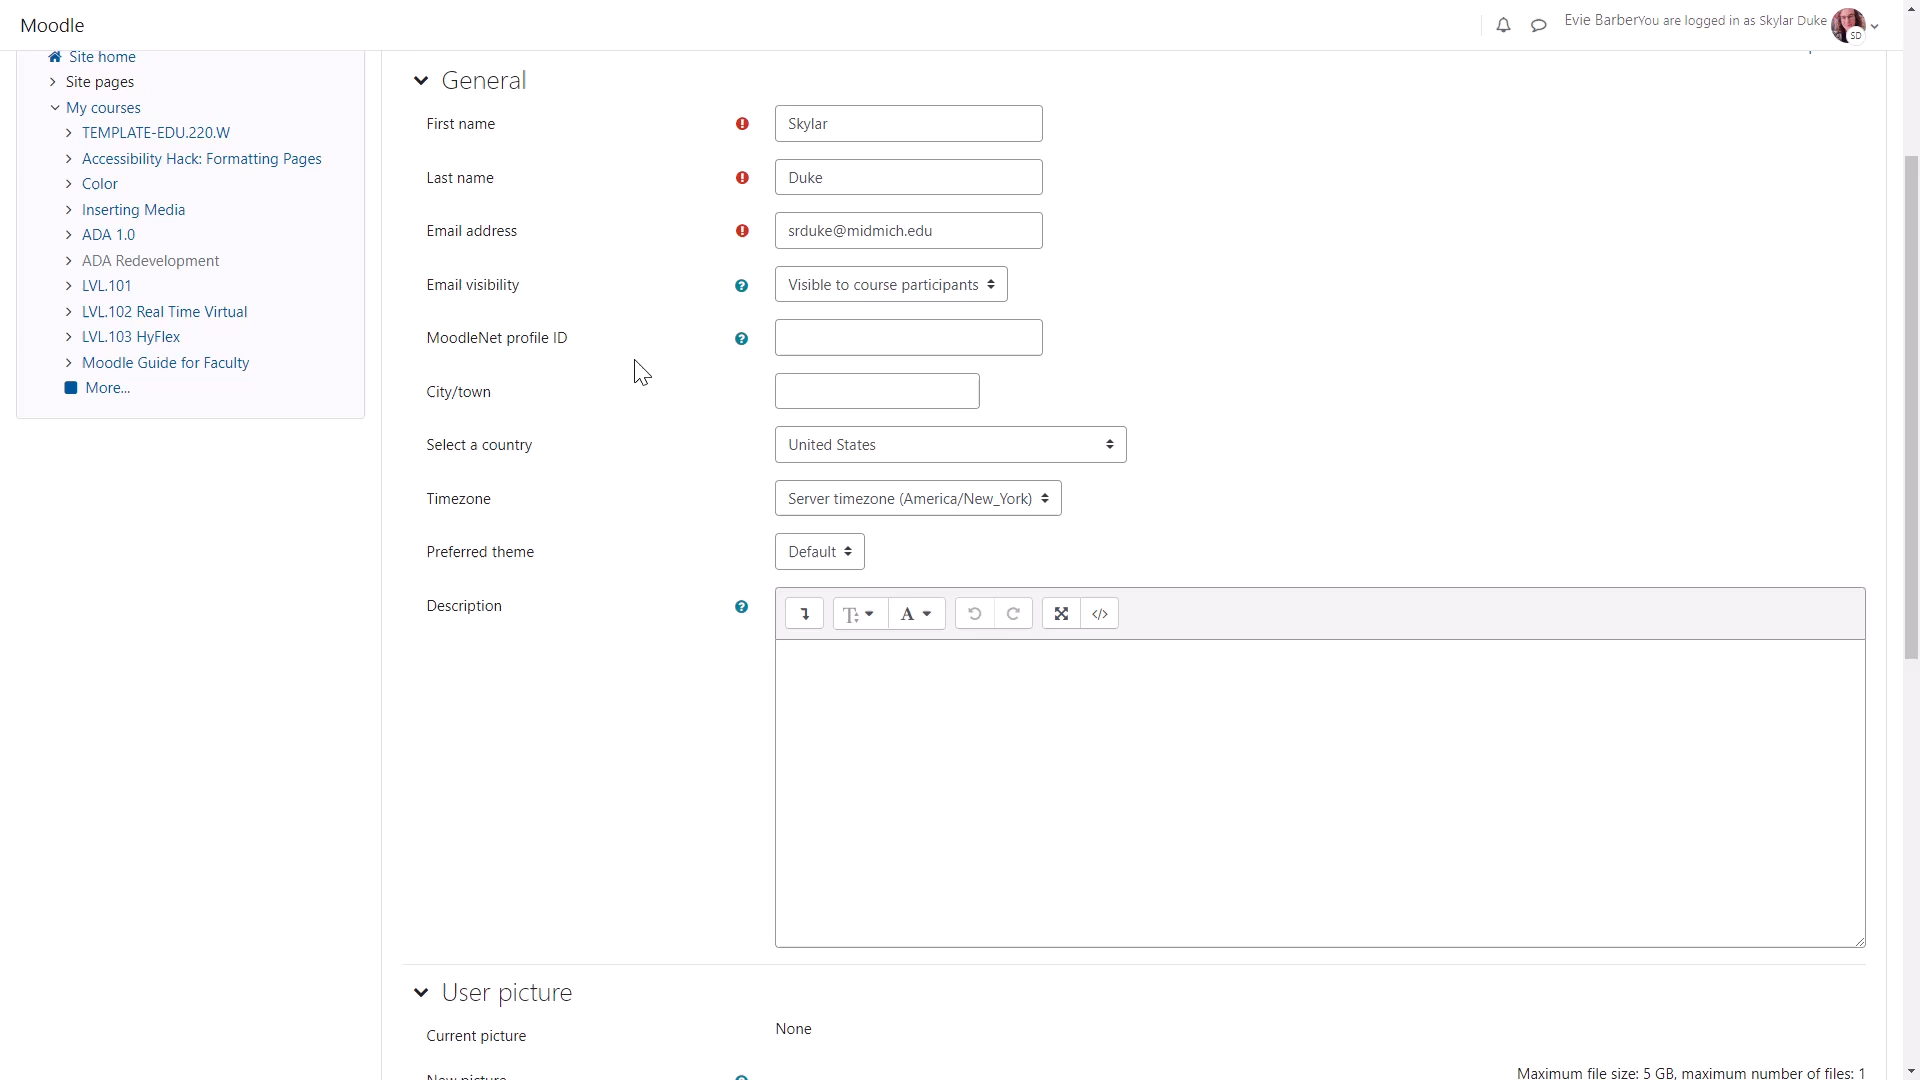 Moodle
Evie BarberYou are logged in as Skylar Duke
SD
Site home
Site pages
My courses
TEMPLATE-EDU.220.W
Accessibility Hack: Formatting Pages
Color
Inserting Media
ADA 1.0
ADA Redevelopment
LVL.101
LVL.102 Real Time Virtual
LVL.103 HyFlex
Moodle Guide for Faculty
More...
General
First name
Skylar
Last name
Duke
Email address
srduke@midmich.edu
Email visibility
Visible to course participants
MoodleNet profile ID
City/town
Select a country
United States
Timezone
Server timezone (America/New_York)
Preferred theme
Default
Description
User picture
Current picture
None
New picture
Maximum file size: 5 GB, maximum number of files: 1